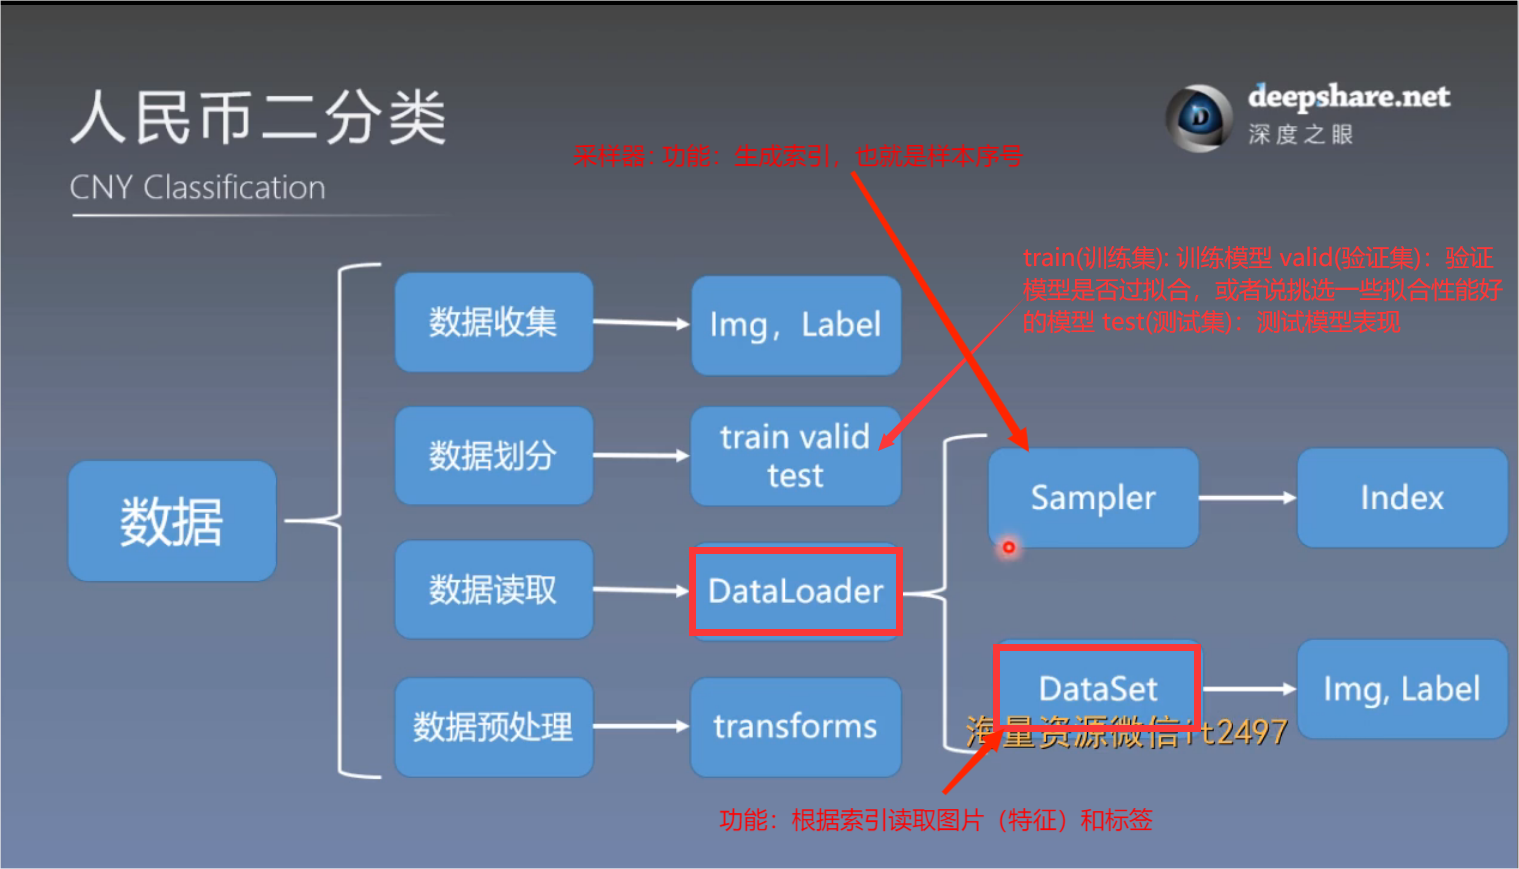 人民币二分类
CNY Classification
deepshare.net
深度之眼
采样器: 功能：生成索引，也就是样本序号
train(训练集): 训练模型 valid(验证集)：验证
模型是否过拟合，或者说挑选一些拟合性能好
的模型 test(测试集)：测试模型表现
数据
数据收集
Img，Label
数据划分
train valid
test
数据读取
DataLoader
数据预处理
transforms
Sampler
Index
DataSet
Img, Label
海量资源微信it2497
功能：根据索引读取图片（特征）和标签